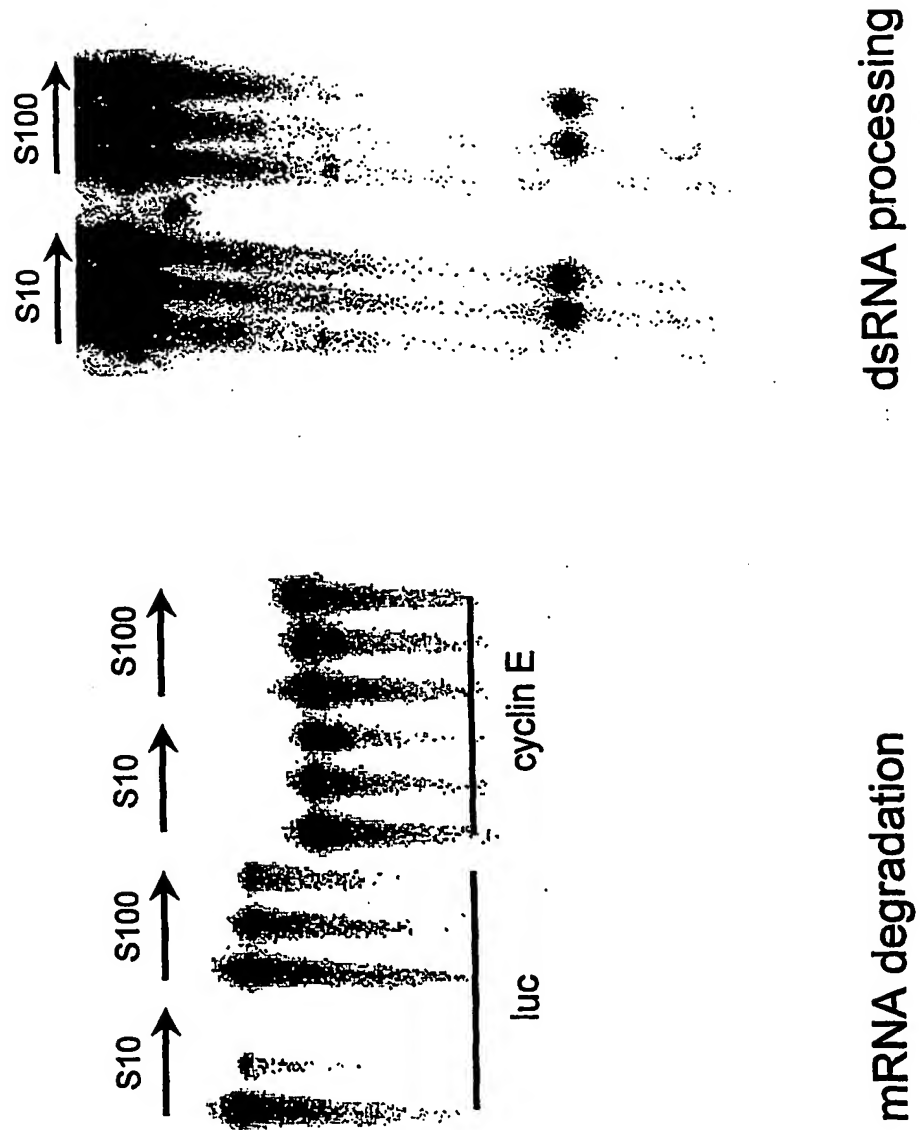 S10 S100 S10 S100
luc cyclin E
mRNA degradation
S10 S100
dsRNA processing